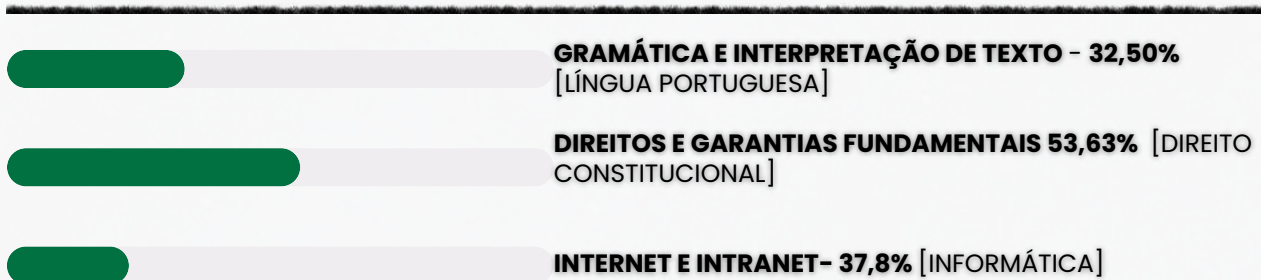 GRAMÁTICA E INTERPRETAÇÃO DE TEXTO - 32,50%
[LÍNGUA PORTUGUESA]
DIREITOS E GARANTIAS FUNDAMENTAIS 53,63% [DIREITO
CONSTITUCIONAL]
INTERNET E INTRANET- 37,8% [INFORMÁTICA]